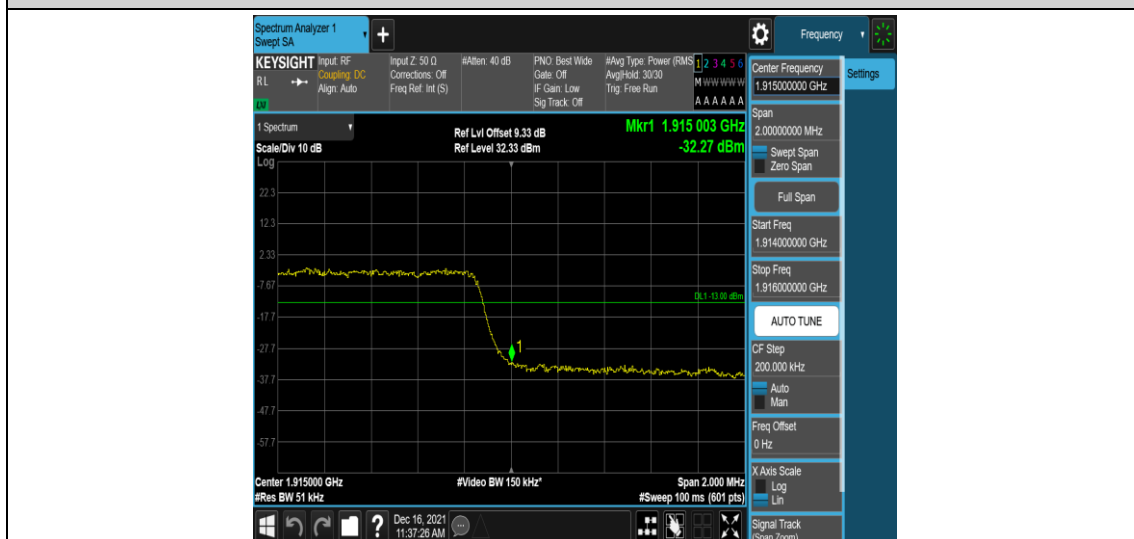 Spectrum Analyzer 1
Swept SA
+
Frequency
KEYSIGHT
RL
LXI
Input: RF
Coupling: DC
Align: Auto
Input Z: 50 Ω
Corrections: Off
Freq Ref: Int (S)
#Atten: 40 dB
PNO: Best Wide
Gate: Off
IF Gain: Low
Sig Track: Off
#Avg Type: Power (RMS
Avg|Hold: 30/30
Trig: Free Run
1 2 3 4 5 6
M W W W W W
A A A A A A
1 Spectrum
Scale/Div 10 dB
Log
Ref Lvl Offset 9.33 dB
Ref Level 32.33 dBm
Mkr1 1.915 003 GHz
-32.27 dBm
22.3
12.3
2.33
-7.67
-17.7
-27.7
-37.7
-47.7
-57.7
DL1 -13.00 dBm
1
Center 1.915000 GHz
#Res BW 51 kHz
#Video BW 150 kHz*
Span 2.000 MHz
#Sweep 100 ms (601 pts)
Center Frequency
1.915000000 GHz
Span
2.00000000 MHz
Swept Span
Zero Span
Full Span
Start Freq
1.914000000 GHz
Stop Freq
1.916000000 GHz
AUTO TUNE
CF Step
200.000 kHz
Auto
Man
Freq Offset
0 Hz
X Axis Scale
Log
Lin
Signal Track
(Span Zoom)
Settings
?
Dec 16, 2021
11:37:26 AM